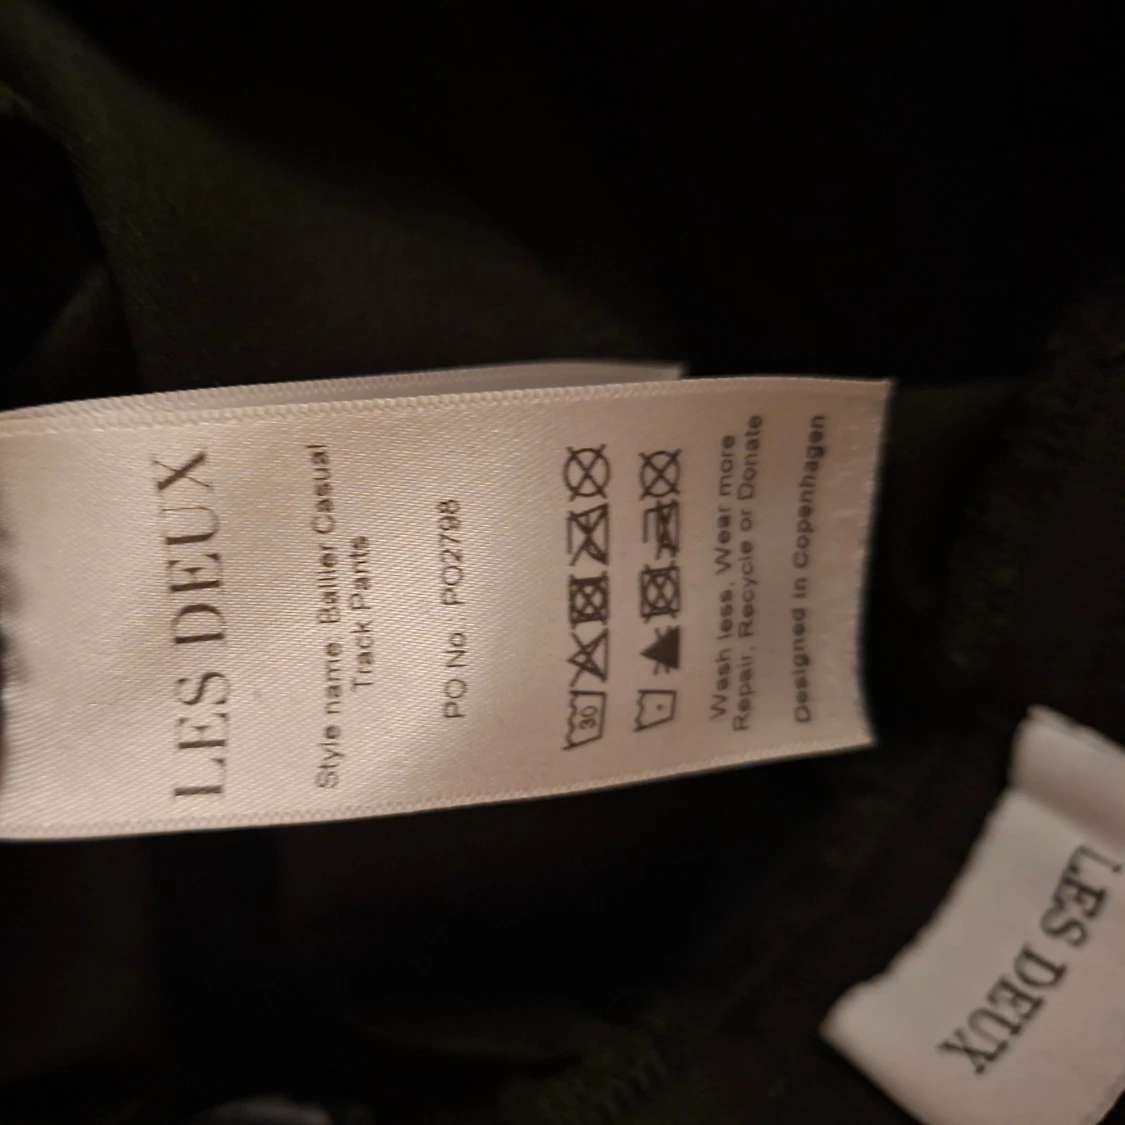 LES DEUX
Style name Ballier Casual
Track Pants
PO No. PO2798
30
Wash less. Wear more
Repair, Recycle or Donate
Designed in Copenhagen
LES DEUX